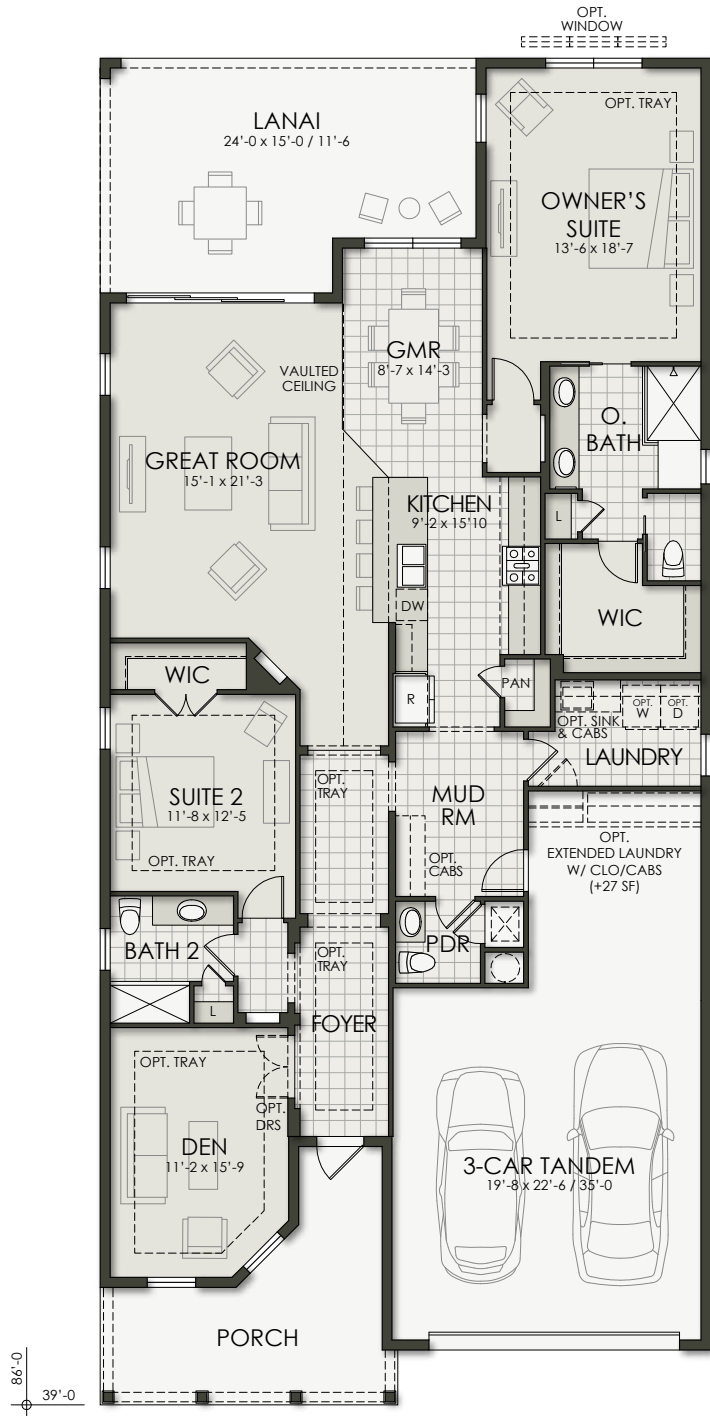 OPT.
WINDOW
LANAI
24'-0 x 15'-0 / 11'-6
OPT. TRAY
OWNER'S
SUITE
13'-6 x 18'-7
GMR
8'-7 x 14'-3
VAULTED
CEILING
GREAT ROOM
15'-1 x 21'-3
O.
BATH
KITCHEN
9'-2 x 15'10
L
DW
WIC
WIC
PAN
R
OPT.
W
OPT.
D
OPT. SINK
& CABS
LAUNDRY
SUITE 2
11'-8 x 12'-5
OPT. TRAY
OPT.
TRAY
MUD
RM
OPT.
CABS
OPT.
EXTENDED LAUNDRY
W/ CLO/CABS
(+27 SF)
BATH 2
L
OPT.
TRAY
FOYER
PDR
OPT. TRAY
OPT.
DRS
DEN
11'-2 x 15'-9
3-CAR TANDEM
19'-8 x 22'-6 / 35'-0
PORCH
86'-0
39'-0